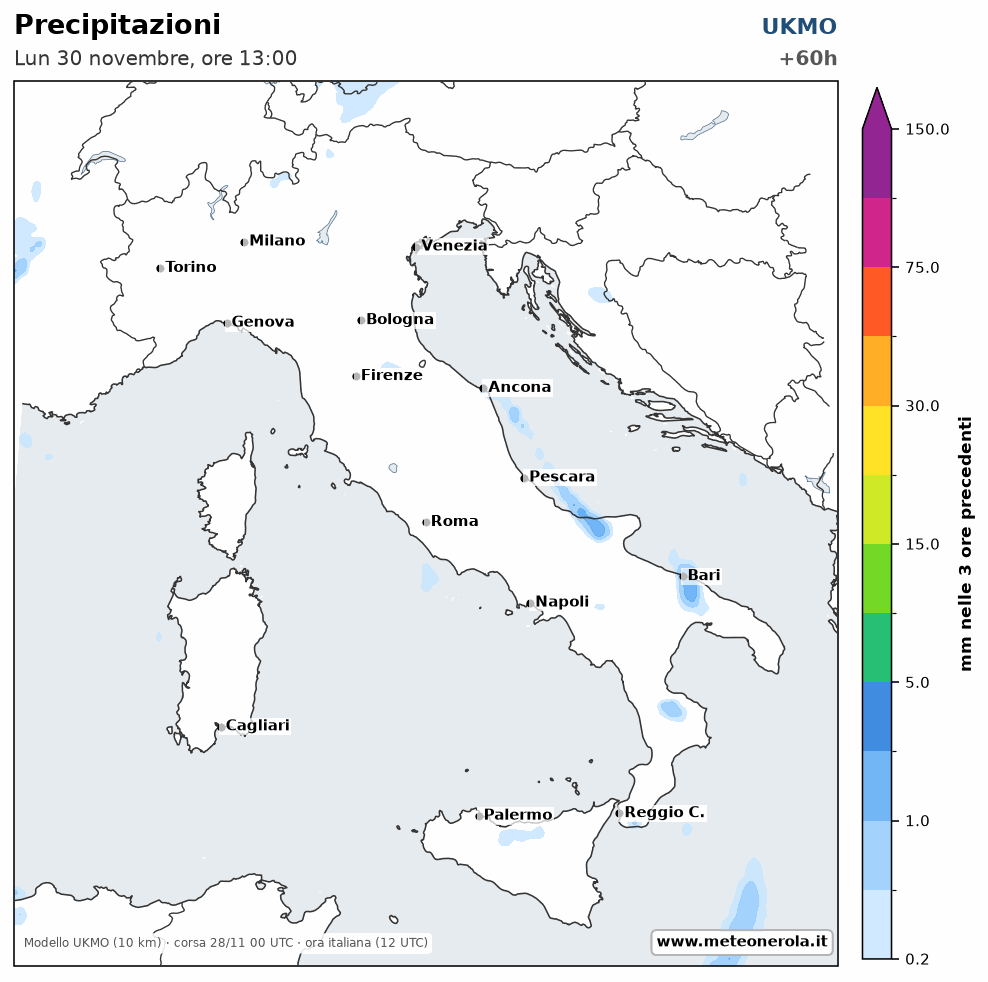 Precipitazioni
UKMO
Lun 30 novembre, ore 13:00
+60h
150.0
75.0
30.0
15.0
5.0
1.0
0.2
mm nelle 3 ore precedenti
Milano
Venezia
Torino
Genova
Bologna
Firenze
Ancona
Pescara
Roma
Bari
Napoli
Cagliari
Palermo
Reggio C.
Modello UKMO (10 km) · corsa 28/11 00 UTC · ora italiana (12 UTC)
www.meteonerola.it